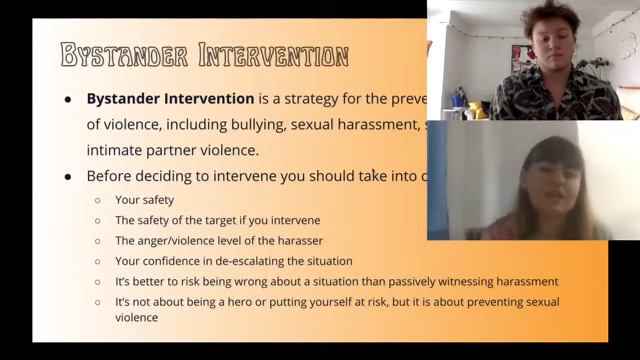 Bystander Intervention
● Bystander Intervention is a strategy for the
of violence, including bullying, sexual harassment,
intimate partner violence.
● Before deciding to intervene you should take into
○ Your safety
○ The safety of the target if you intervene
○ The anger/violence level of the harasser
○ Your confidence in de-escalating the situation
○ It's better to risk being wrong about a situation than passively witnessing harassment
○ It's not about being a hero or putting yourself at risk, but it is about preventing sexual
violence